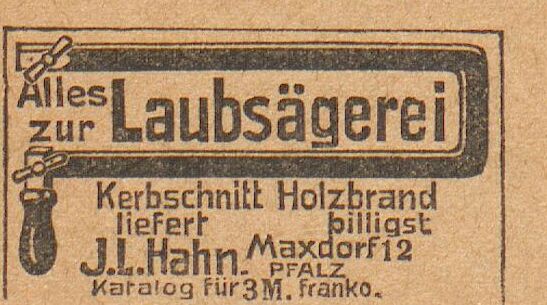 Alles
zur Laubsägerei
Kerbschnitt Holzbrand
liefert billigst
J.L.Hahn. Maxdorf 12
PFALZ
Katalog für 3 M. franko.